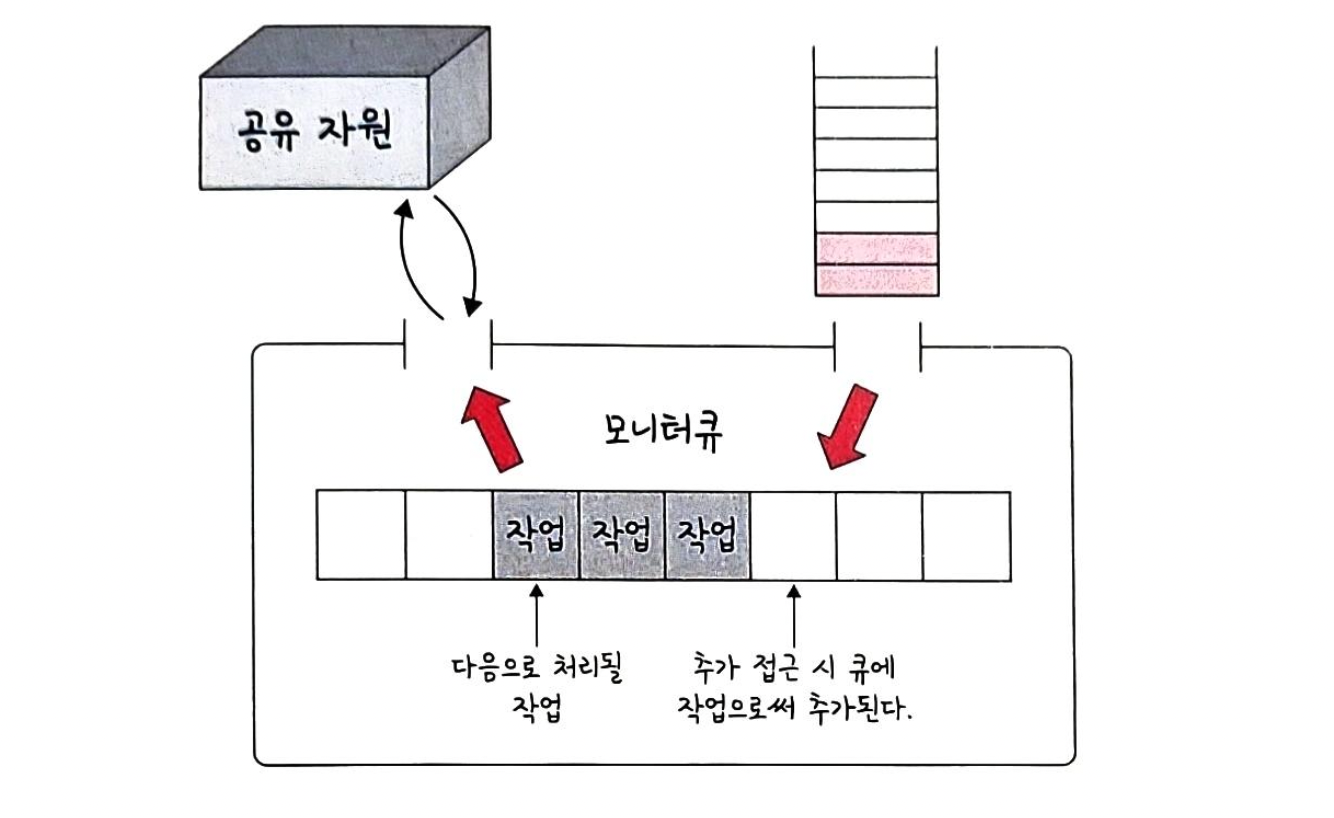 공유 자원
모니터큐
작업 작업 작업
다음으로 처리될
작업
추가 접근 시 큐에
작업으로써 추가된다.